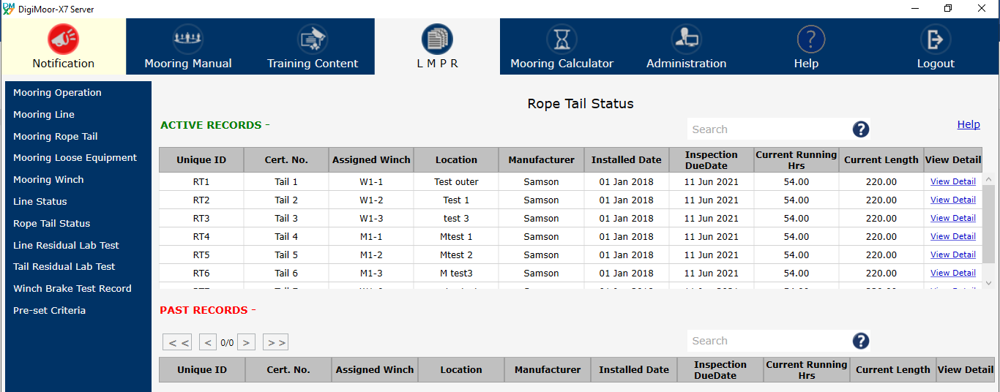 DM X7 DigiMoor-X7 Server
Notification Mooring Manual Training Content L M P R Mooring Calculator Administration ? Help Logout
Mooring Operation
Mooring Line
Mooring Rope Tail
Mooring Loose Equipment
Mooring Winch
Line Status
Rope Tail Status
Line Residual Lab Test
Tail Residual Lab Test
Winch Brake Test Record
Pre-set Criteria
Rope Tail Status
ACTIVE RECORDS -
Search ? Help
Unique ID Cert. No. Assigned Winch Location Manufacturer Installed Date Inspection DueDate Current Running Hrs Current Length View Detail
RT1 Tail 1 W1-1 Test outer Samson 01 Jan 2018 11 Jun 2021 54.00 220.00 View Detail
RT2 Tail 2 W1-2 Test 1 Samson 01 Jan 2018 11 Jun 2021 54.00 220.00 View Detail
RT3 Tail 3 W1-3 test 3 Samson 01 Jan 2018 11 Jun 2021 54.00 220.00 View Detail
RT4 Tail 4 M1-1 Mtest 1 Samson 01 Jan 2018 11 Jun 2021 54.00 220.00 View Detail
RT5 Tail 5 M1-2 Mtest 2 Samson 01 Jan 2018 11 Jun 2021 54.00 220.00 View Detail
RT6 Tail 6 M1-3 M test3 Samson 01 Jan 2018 11 Jun 2021 54.00 220.00 View Detail
PAST RECORDS -
< < < 0/0 > > > Search ?
Unique ID Cert. No. Assigned Winch Location Manufacturer Installed Date Inspection DueDate Current Running Hrs Current Length View Detail